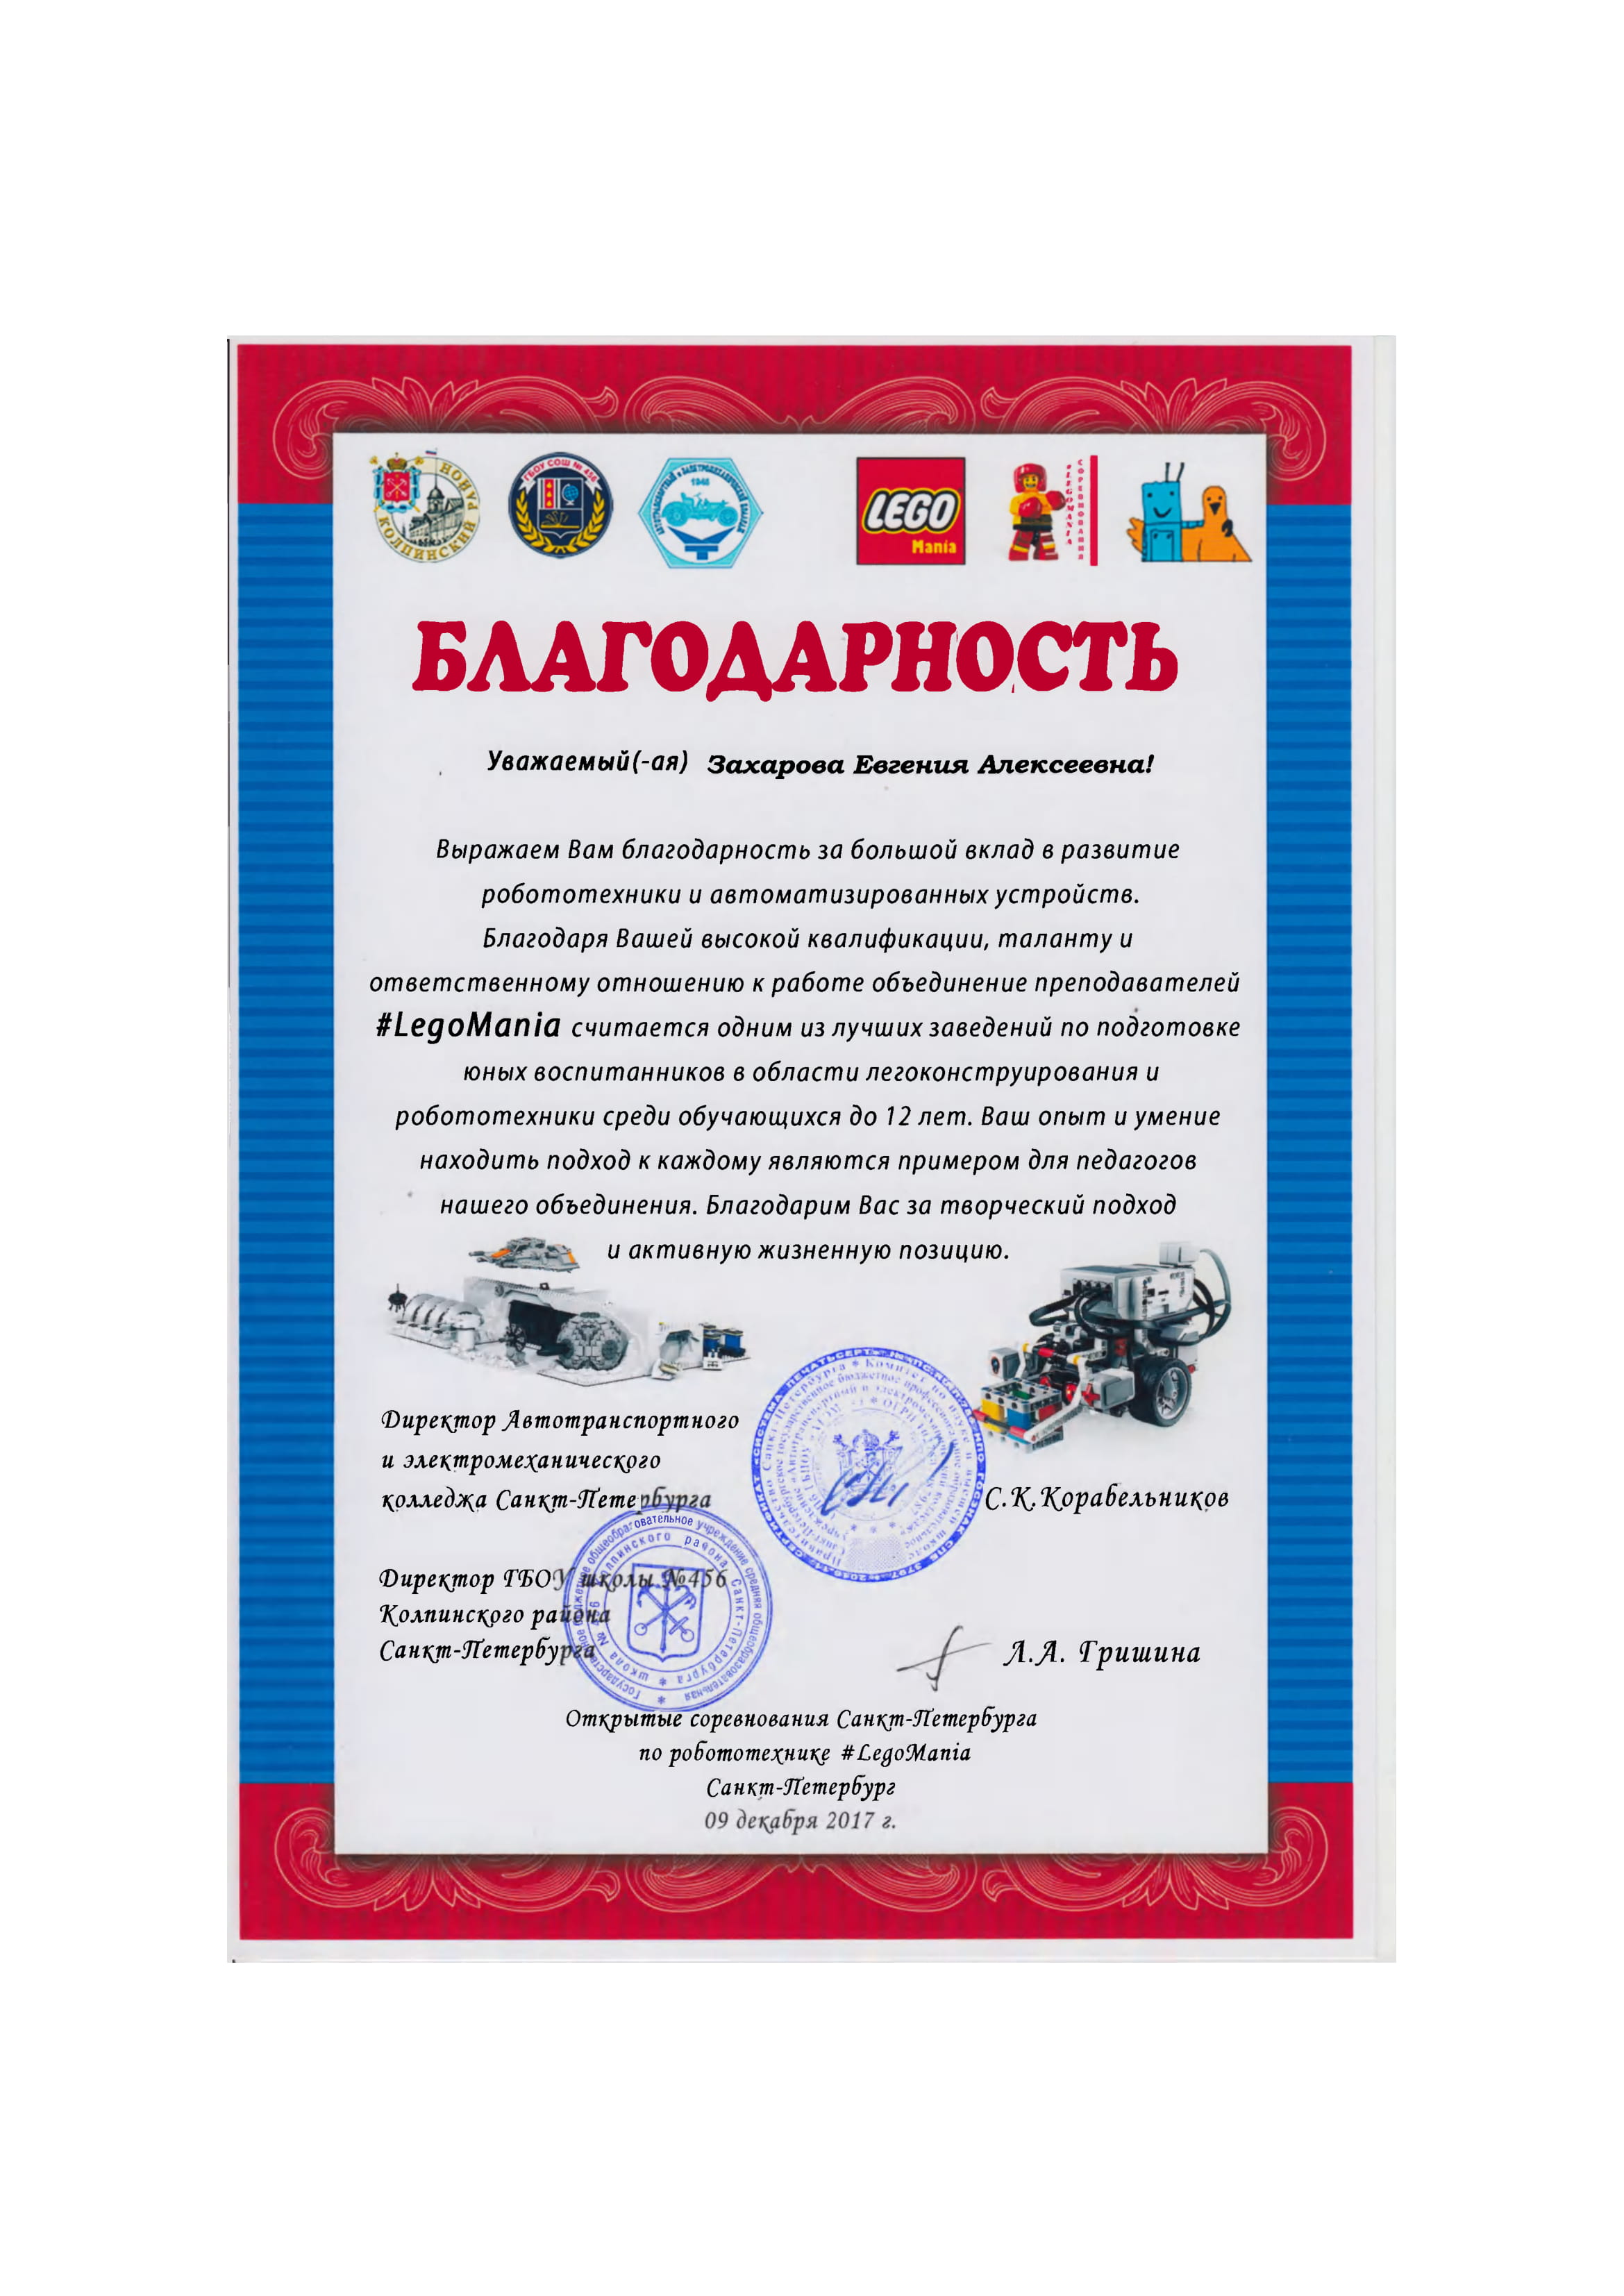 КОЛПИНСКИЙ РАЙОН
ГБОУ СОШ № 456
1945
LEGO
Mania
#LEGOMANIA
СОРЕВНОВАНИЯ
БЛАГОДАРНОСТЬ
Уважаемый(-ая) Захарова Евгения Алексеевна!
Выражаем Вам благодарность за большой вклад в развитие
робототехники и автоматизированных устройств.
Благодаря Вашей высокой квалификации, таланту и
ответственному отношению к работе объединение преподавателей
#LegoMania считается одним из лучших заведений по подготовке
юных воспитанников в области легоконструирования и
робототехники среди обучающихся до 12 лет. Ваш опыт и умение
находить подход к каждому являются примером для педагогов
нашего объединения. Благодарим Вас за творческий подход
и активную жизненную позицию.
Директор Автотранспортного
и электромеханического
колледжа Санкт-Петербурга
С.К.Корабельников
Директор ГБОУ школы №456
Колпинского района
Санкт-Петербурга
Л.А. Гришина
Государственное бюджетное общеобразовательное учреждение средняя общеобразовательная
школа № 456 Колпинского района Санкт-Петербурга
Открытые соревнования Санкт-Петербурга
по робототехнике #LegoMania
Санкт-Петербург
09 декабря 2017 г.